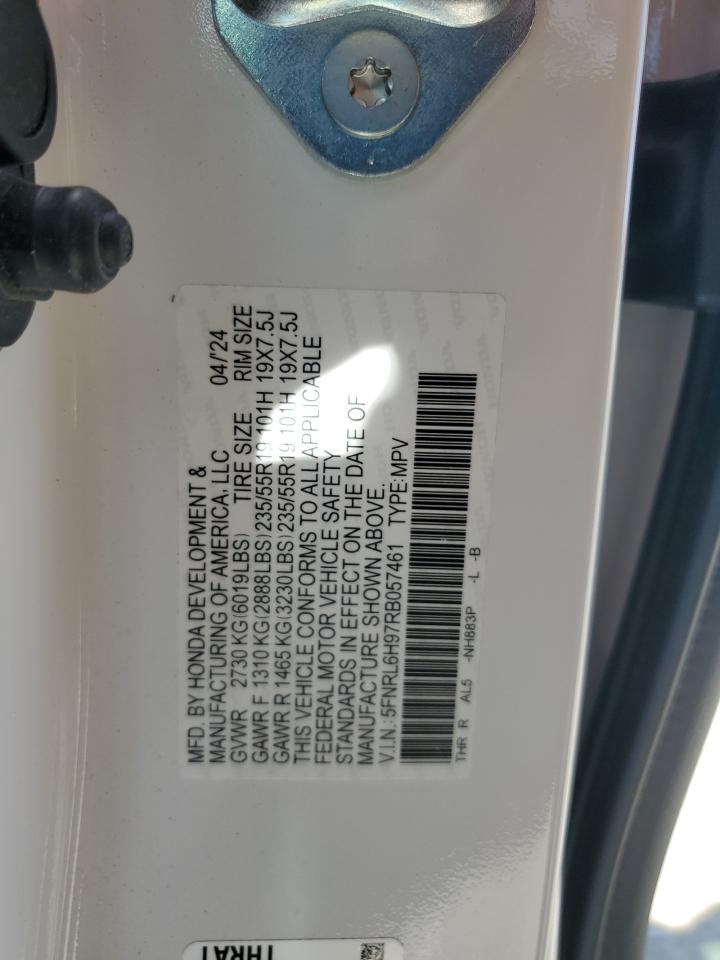 MFD. BY HONDA DEVELOPMENT &
MANUFACTURING OF AMERICA, LLC 04/'24
GVWR 2730 KG(6019LBS) TIRE SIZE RIM SIZE
GAWR F 1310 KG(2888LBS)235/55R19 101H 19X7.5J
GAWR R 1465 KG(3230LBS)235/55R19 101H 19X7.5J
THIS VEHICLE CONFORMS TO ALL APPLICABLE
FEDERAL MOTOR VEHICLE SAFETY
STANDARDS IN EFFECT ON THE DATE OF
MANUFACTURE SHOWN ABOVE.
V.I.N.:5FNRL6H97RB057461 TYPE:MPV
THR R AL5 -NH883P -L -B